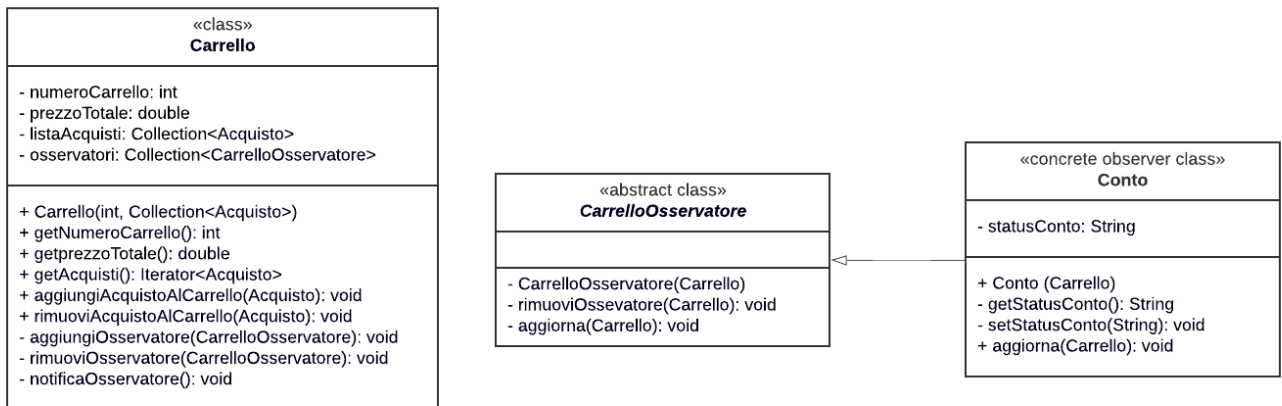 «class»
Carrello
- numeroCarrello: int
- prezzoTotale: double
- listaAcquisti: Collection<Acquisto>
- osservatori: Collection<CarrelloOsservatore>
+ Carrello(int, Collection<Acquisto>)
+ getNumeroCarrello(): int
+ getprezzoTotale(): double
+ getAcquisti(): Iterator<Acquisto>
+ aggiungiAcquistoAlCarrello(Acquisto): void
+ rimuoviAcquistoAlCarrello(Acquisto): void
- aggiungiOsservatore(CarrelloOsservatore): void
- rimuoviOsservatore(CarrelloOsservatore): void
- notificaOsservatore(): void
«abstract class»
CarrelloOsservatore
- CarrelloOsservatore(Carrello)
- rimuoviOssevatore(Carrello): void
- aggiorna(Carrello): void
«concrete observer class»
Conto
- statusConto: String
+ Conto (Carrello)
- getStatusConto(): String
- setStatusConto(String): void
+ aggiorna(Carrello): void